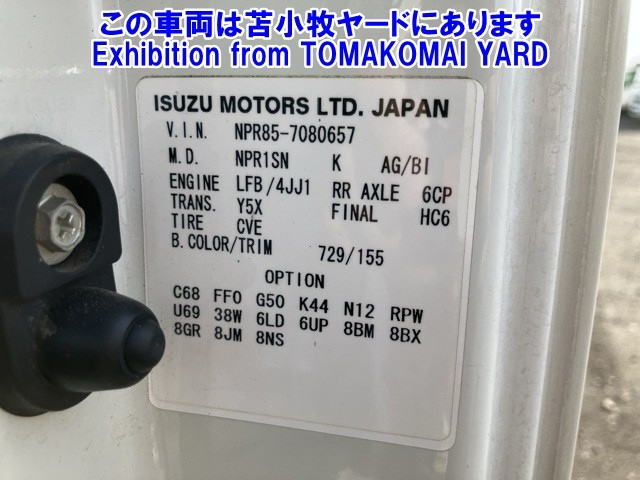 この車両は苫小牧ヤードにあります
Exhibition from TOMAKOMAI YARD
ISUZU MOTORS LTD. JAPAN
V.I.N. NPR85-7080657
M.D. NPR1SN K AG/BI
ENGINE LFB/4JJ1 RR AXLE 6CP
TRANS. Y5X FINAL HC6
TIRE CVE
B.COLOR/TRIM 729/155
OPTION
C68 FF0 G50 K44 N12 RPW
U69 38W 6LD 6UP 8BM 8BX
8GR 8JM 8NS